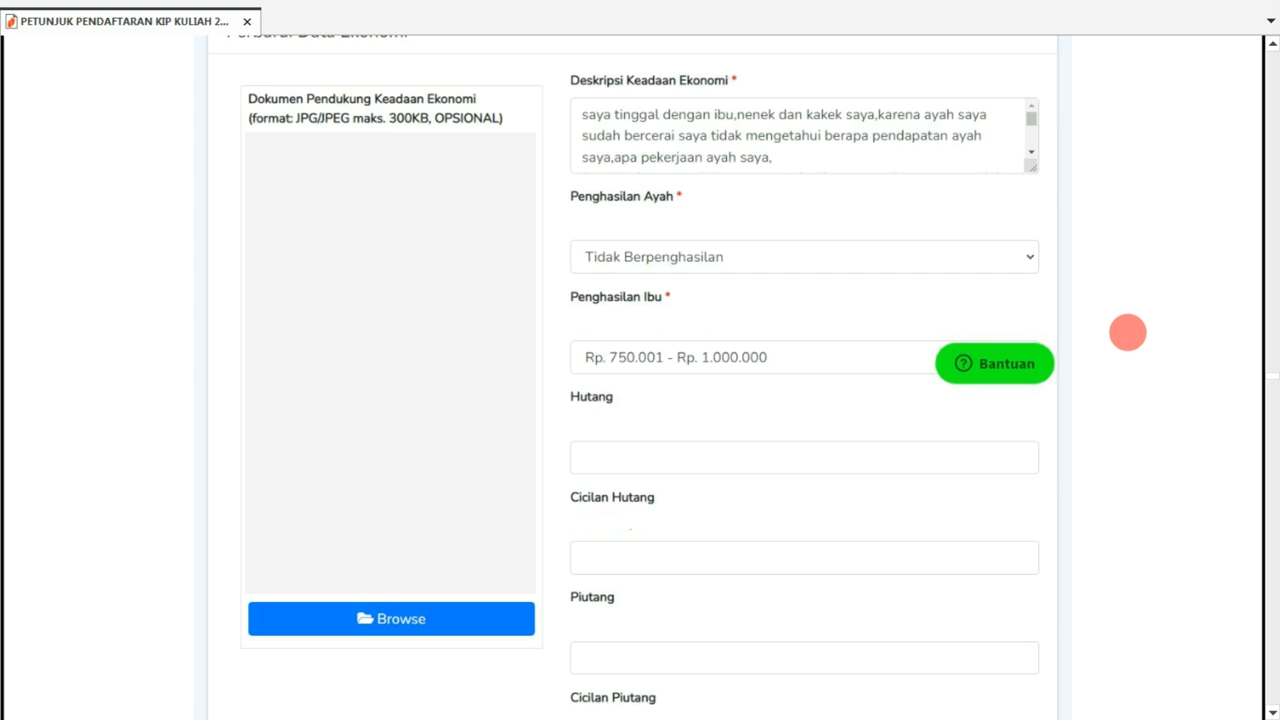 PETUNJUK PENDAFTARAN KIP KULIAH 2...
Data Ekonomi
Dokumen Pendukung Keadaan Ekonomi
(format: JPG/JPEG maks. 300KB, OPSIONAL)
Browse
Deskripsi Keadaan Ekonomi *
saya tinggal dengan ibu,nenek dan kakek saya,karena ayah saya
sudah bercerai saya tidak mengetahui berapa pendapatan ayah
saya,apa pekerjaan ayah saya,
Penghasilan Ayah *
Tidak Berpenghasilan
Penghasilan Ibu *
Rp. 750.001 - Rp. 1.000.000
Bantuan
Hutang
Cicilan Hutang
Piutang
Cicilan Piutang